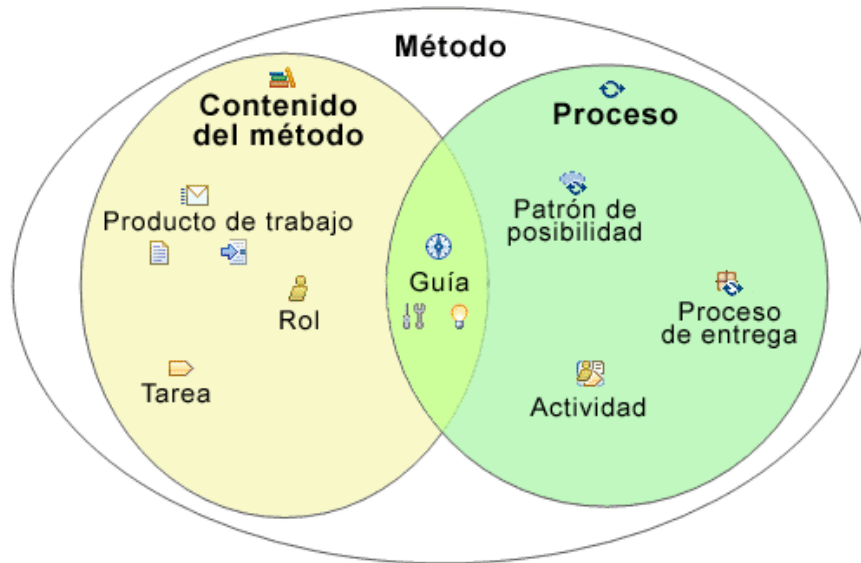 Método
Contenido
del método
Proceso
Producto de trabajo
Patrón de
posibilidad
Guía
Rol
Proceso
de entrega
Tarea
Actividad